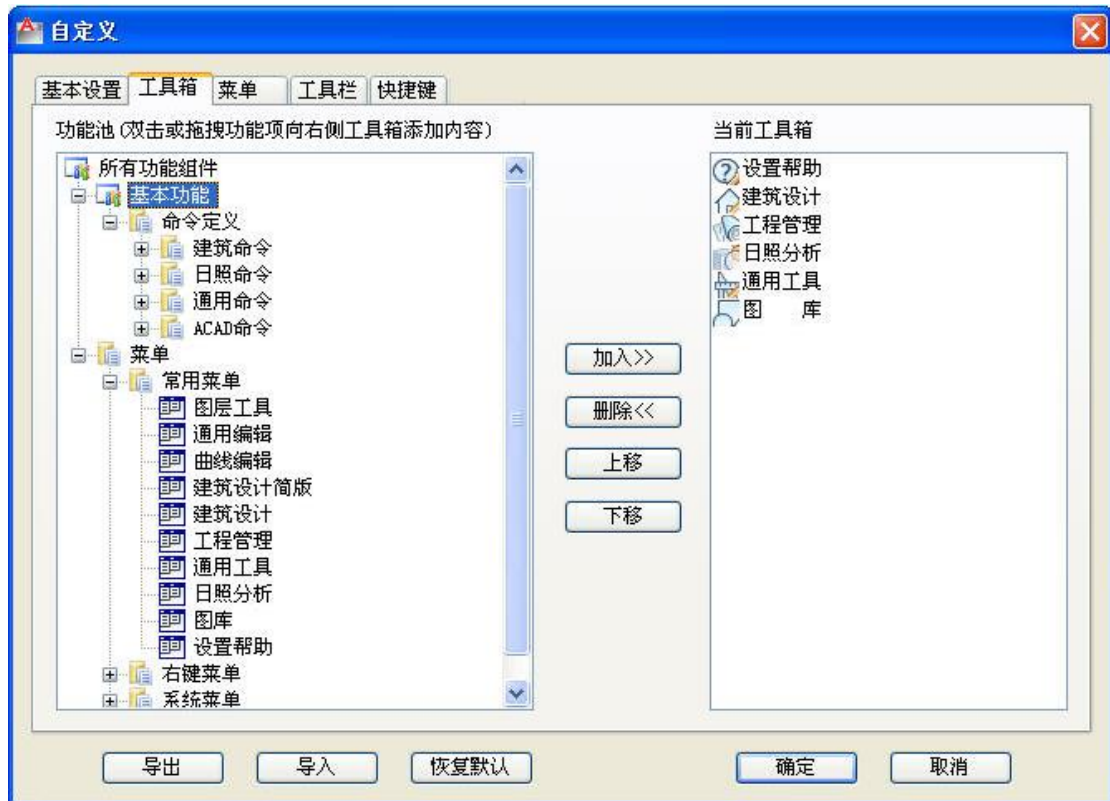 自定义
基本设置 工具箱 菜单 工具栏 快捷键
功能池(双击或拖拽功能项向右侧工具箱添加内容)
所有功能组件
基本功能
命令定义
建筑命令
日照命令
通用命令
ACAD命令
菜单
常用菜单
图层工具
通用编辑
曲线编辑
建筑设计简版
建筑设计
工程管理
通用工具
日照分析
图库
设置帮助
右键菜单
系统菜单
加入>>
删除<<
上移
下移
当前工具箱
设置帮助
建筑设计
工程管理
日照分析
通用工具
图 库
导出 导入 恢复默认 确定 取消